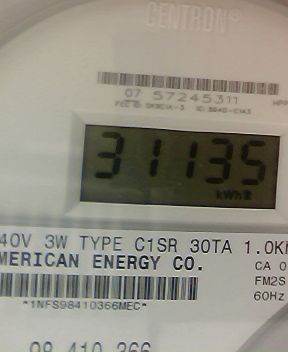 CENTRON®
07 57245311
31135
kWh
40V 3W TYPE C1SR 30TA 1.0K
MERICAN ENERGY CO.
CA 0
FM2S
60Hz
*1NFS98410366MEC*
98 410 366